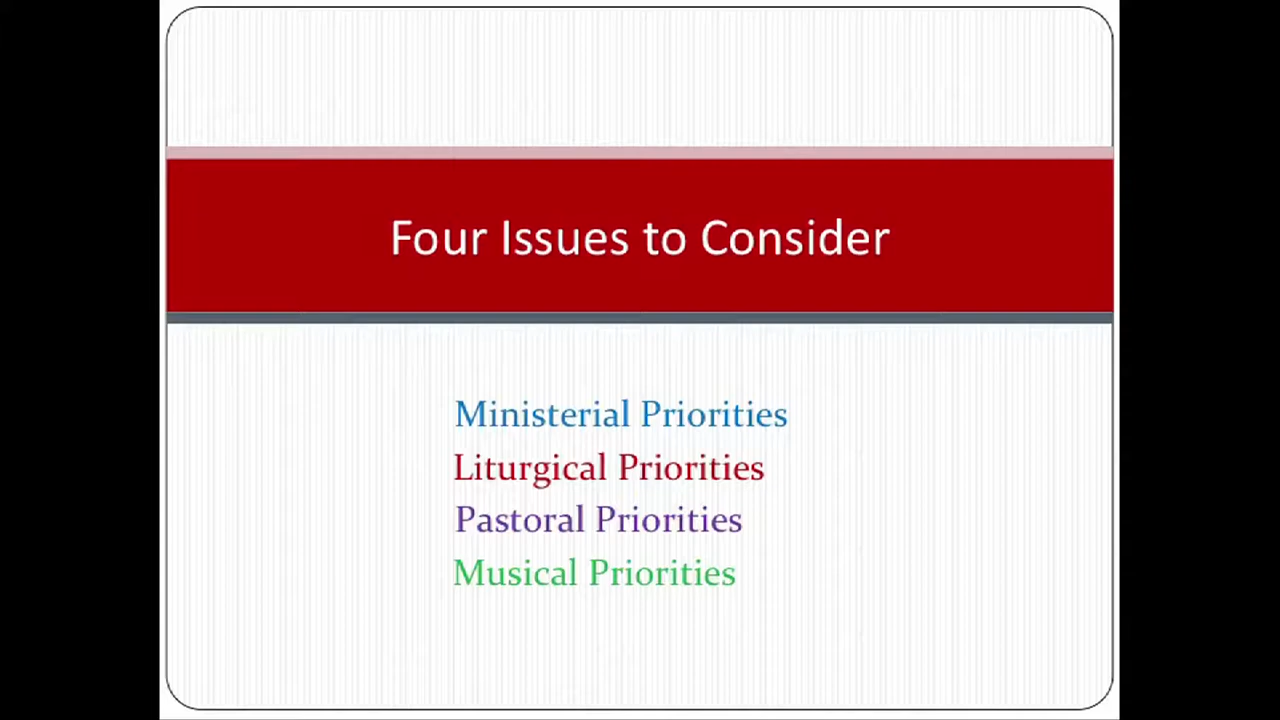 Four Issues to Consider
Ministerial Priorities
Liturgical Priorities
Pastoral Priorities
Musical Priorities